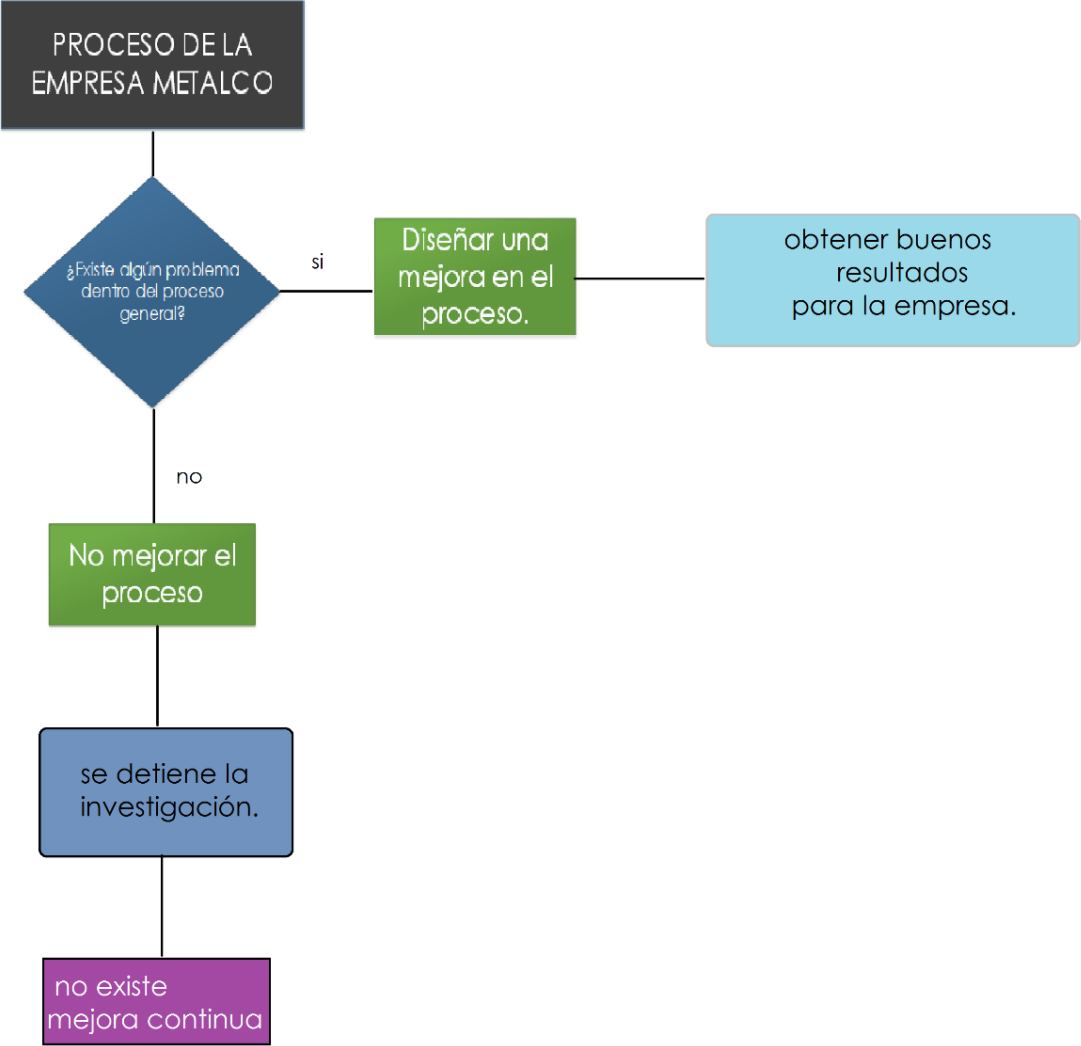 PROCESO DE LA
EMPRESA METALCO
¿Existe algún problema
dentro del proceso
general?
si
Diseñar una
mejora en el
proceso.
obtener buenos
resultados
para la empresa.
no
No mejorar el
proceso
se detiene la
investigación.
no existe
mejora continua